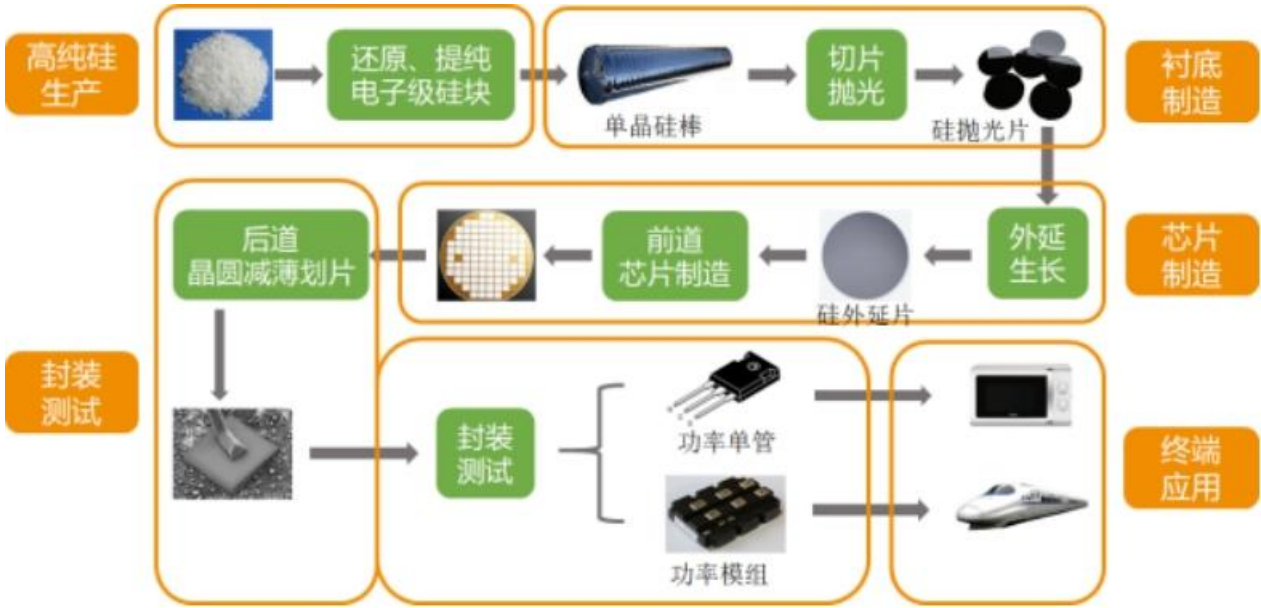 高纯硅
生产
还原、提纯
电子级硅块
单晶硅棒
切片
抛光
硅抛光片
衬底
制造
后道
晶圆减薄划片
前道
芯片制造
硅外延片
外延
生长
芯片
制造
封装
测试
封装
测试
功率单管
功率模组
终端
应用